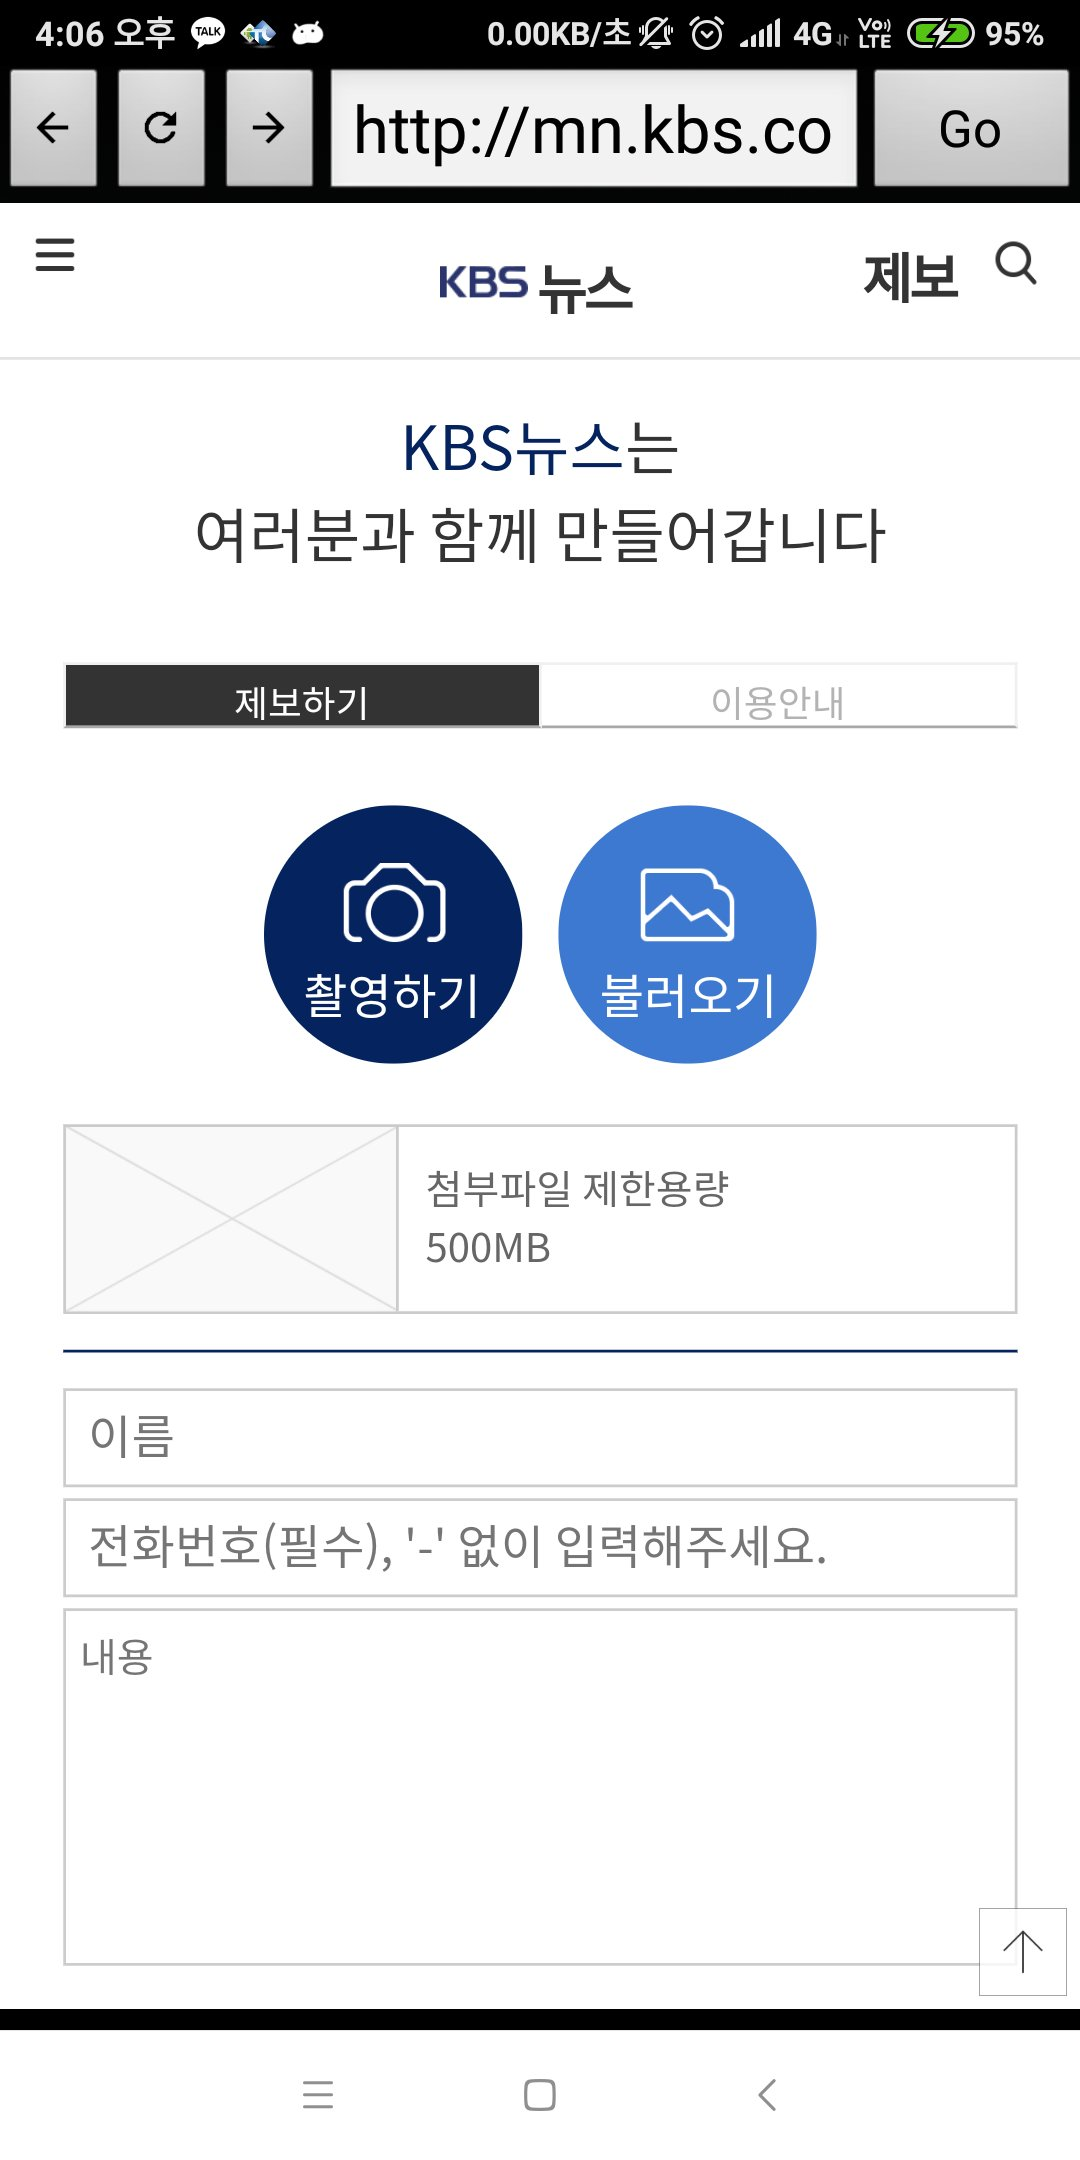 4:06 오후 TALK 0.00KB/초 4G Vo LTE 95%
http://mn.kbs.co Go
KBS 뉴스 제보
KBS뉴스는
여러분과 함께 만들어갑니다
제보하기 이용안내
촬영하기 불러오기
첨부파일 제한용량
500MB
이름
전화번호(필수), '-' 없이 입력해주세요.
내용